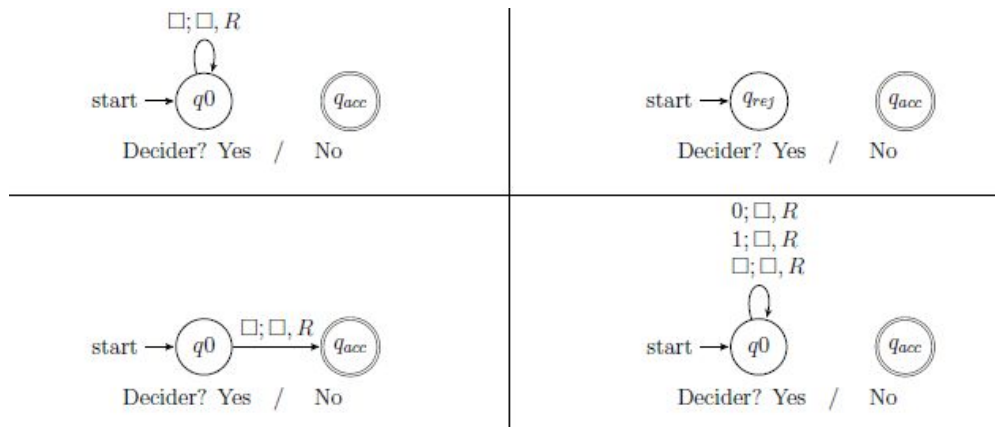 □; □, R
start q0 q_acc
Decider? Yes / No
start q_rej q_acc
Decider? Yes / No
□; □, R
start q0 q_acc
Decider? Yes / No
0; □, R
1; □, R
□; □, R
start q0 q_acc
Decider? Yes / No